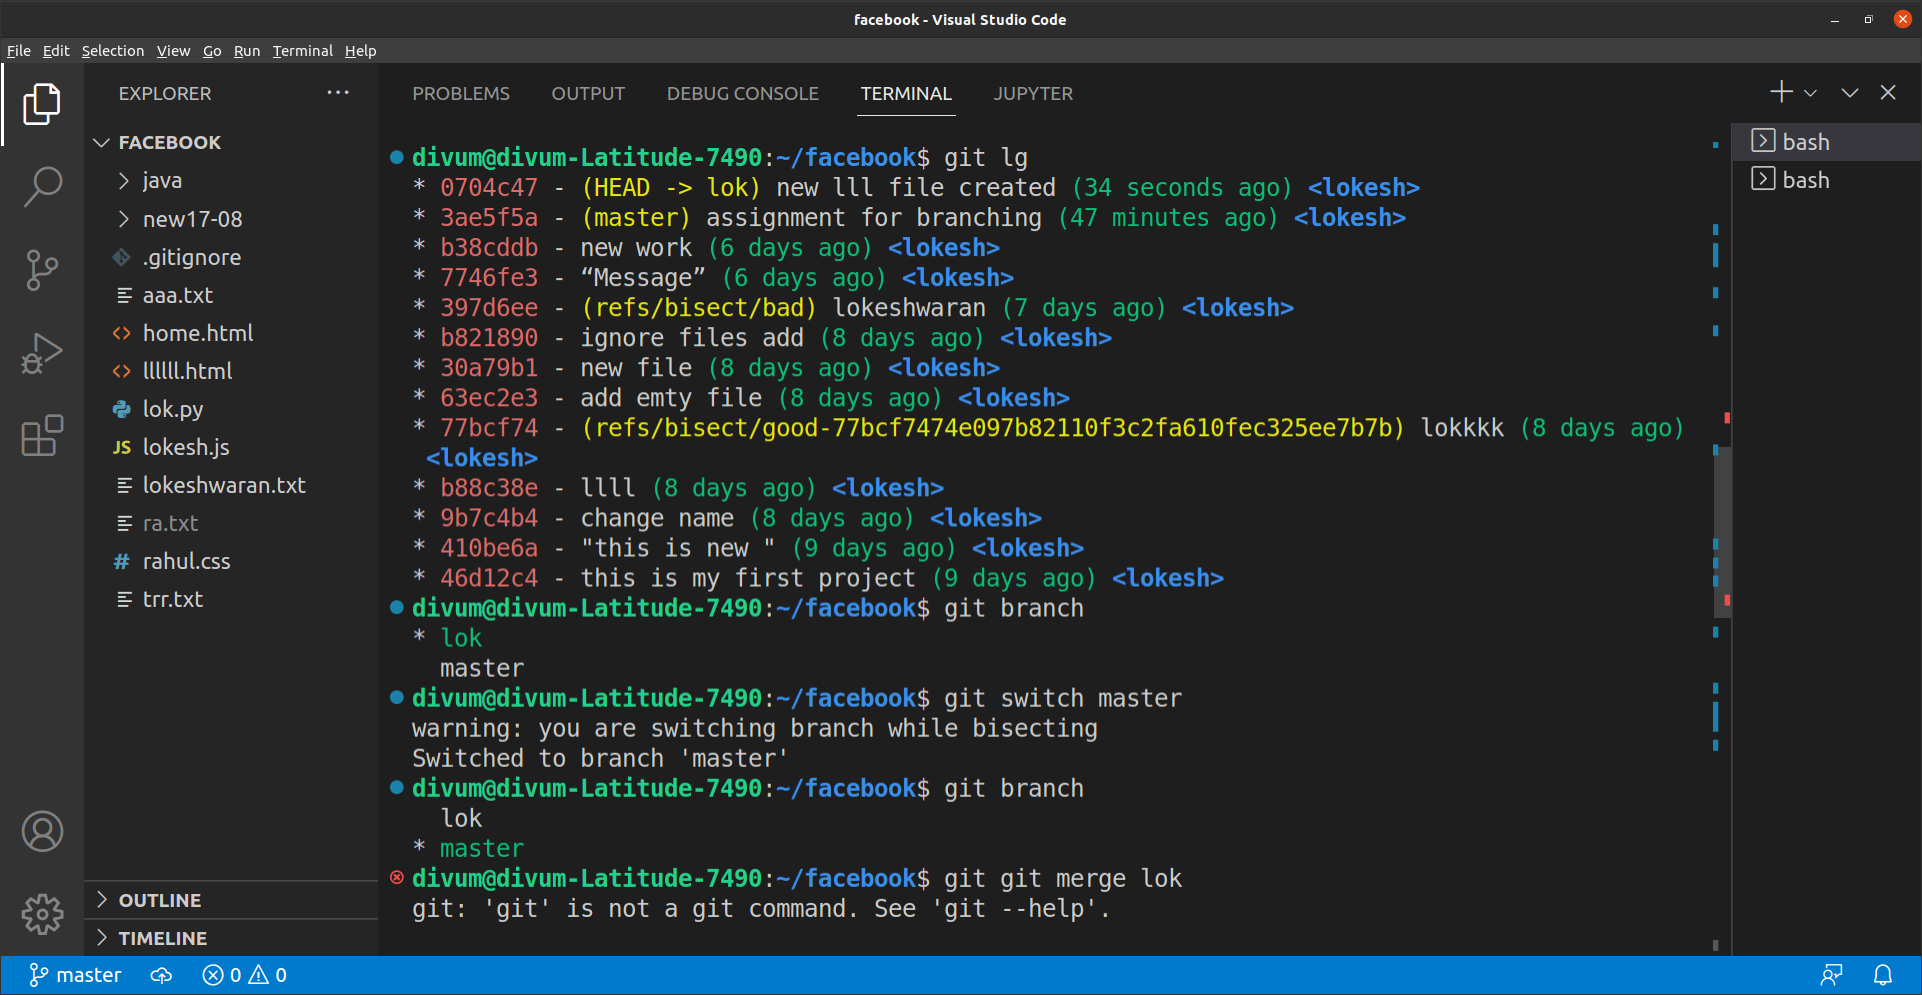 facebook - Visual Studio Code
File Edit Selection View Go Run Terminal Help
EXPLORER
FACEBOOK
java
new17-08
.gitignore
aaa.txt
home.html
llllll.html
lok.py
JS lokesh.js
lokeshwaran.txt
ra.txt
# rahul.css
trr.txt
OUTLINE
TIMELINE
PROBLEMS OUTPUT DEBUG CONSOLE TERMINAL JUPYTER
divum@divum-Latitude-7490:~/facebook$ git lg
* 0704c47 - (HEAD -> lok) new lll file created (34 seconds ago) <lokesh>
* 3ae5f5a - (master) assignment for branching (47 minutes ago) <lokesh>
* b38cddb - new work (6 days ago) <lokesh>
* 7746fe3 - “Message” (6 days ago) <lokesh>
* 397d6ee - (refs/bisect/bad) lokeshwaran (7 days ago) <lokesh>
* b821890 - ignore files add (8 days ago) <lokesh>
* 30a79b1 - new file (8 days ago) <lokesh>
* 63ec2e3 - add emty file (8 days ago) <lokesh>
* 77bcf74 - (refs/bisect/good-77bcf7474e097b82110f3c2fa610fec325ee7b7b) lokkkk (8 days ago)
<lokesh>
* b88c38e - llll (8 days ago) <lokesh>
* 9b7c4b4 - change name (8 days ago) <lokesh>
* 410be6a - "this is new " (9 days ago) <lokesh>
* 46d12c4 - this is my first project (9 days ago) <lokesh>
divum@divum-Latitude-7490:~/facebook$ git branch
* lok
master
divum@divum-Latitude-7490:~/facebook$ git switch master
warning: you are switching branch while bisecting
Switched to branch 'master'
divum@divum-Latitude-7490:~/facebook$ git branch
lok
* master
divum@divum-Latitude-7490:~/facebook$ git git merge lok
git: 'git' is not a git command. See 'git --help'.
bash
bash
master 0 0